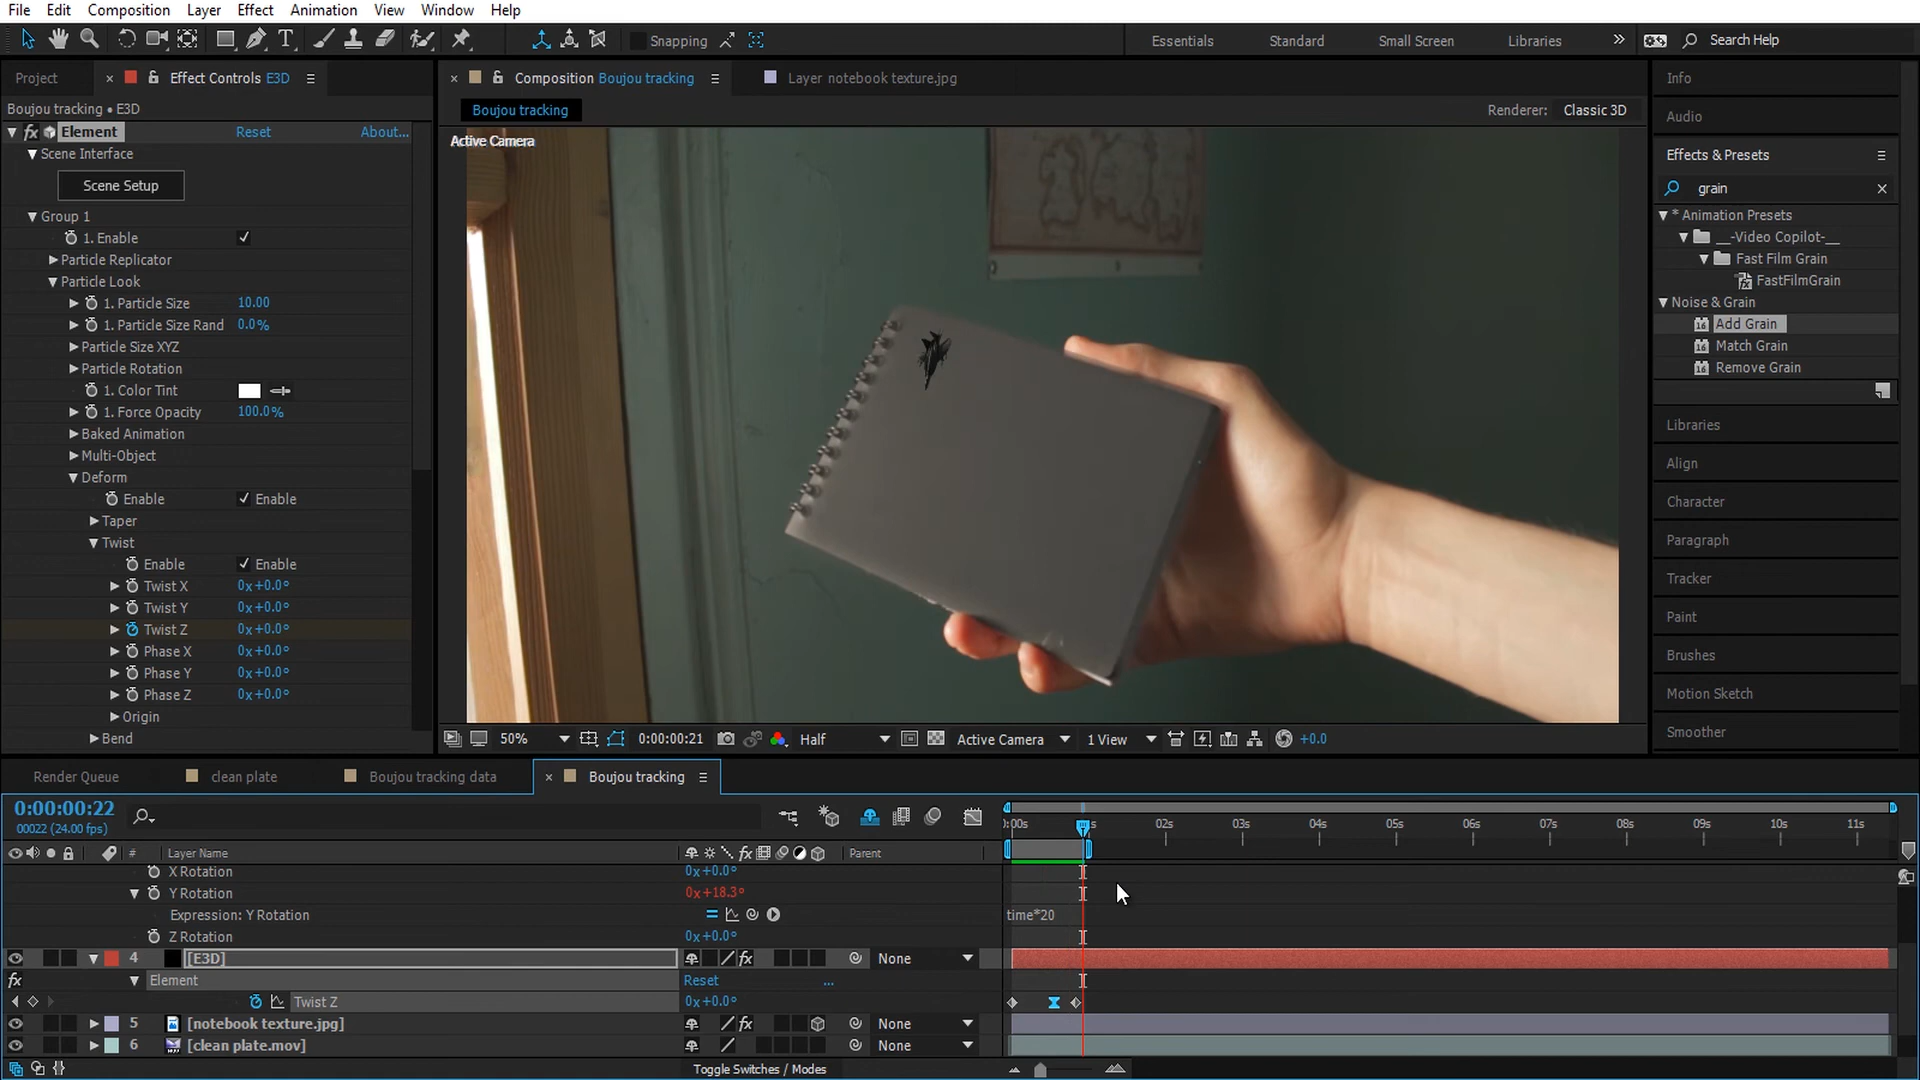 File Edit Composition Layer Effect Animation View Window Help
Snapping
Essentials Standard Small Screen Libraries Search Help
Project Effect Controls E3D
Composition Boujou tracking Layer notebook texture.jpg
Boujou tracking • E3D
Boujou tracking
Renderer: Classic 3D
Active Camera
Element Reset About...
Scene Interface
Scene Setup
Group 1
1. Enable
Particle Replicator
Particle Look
1. Particle Size 10.00
1. Particle Size Rand 0.0%
Particle Size XYZ
Particle Rotation
1. Color Tint
1. Force Opacity 100.0%
Baked Animation
Multi-Object
Deform
Enable Enable
Taper
Twist
Enable Enable
Twist X 0x+0.0°
Twist Y 0x+0.0°
Twist Z 0x+0.0°
Phase X 0x+0.0°
Phase Y 0x+0.0°
Phase Z 0x+0.0°
Origin
Bend
50% 0:00:00:21 Half Active Camera 1 View +0.0
Info
Audio
Effects & Presets
grain
* Animation Presets
__-Video Copilot-__
Fast Film Grain
FastFilmGrain
Noise & Grain
Add Grain
Match Grain
Remove Grain
Libraries
Align
Character
Paragraph
Tracker
Paint
Brushes
Motion Sketch
Smoother
Render Queue clean plate Boujou tracking data Boujou tracking
0:00:00:22
00022 (24.00 fps)
):00s 02s 03s 04s 05s 06s 07s 08s 09s 10s 11s
# Layer Name Parent
X Rotation 0x+0.0°
Y Rotation 0x+18.3°
Expression: Y Rotation time*20
Z Rotation 0x+0.0°
4 [E3D] None
Element Reset ...
Twist Z 0x+0.0°
5 [notebook texture.jpg] None
6 [clean plate.mov] None
Toggle Switches / Modes